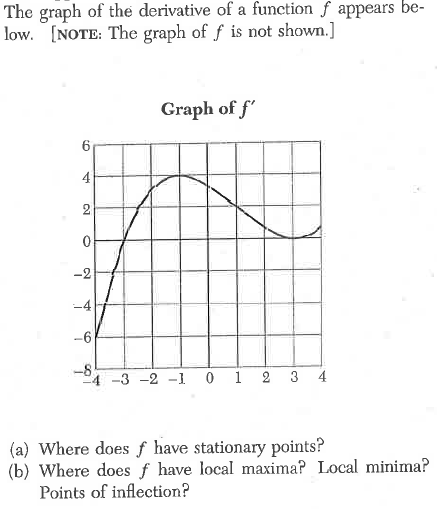 The graph of the derivative of a function f appears be-
low. [NOTE: The graph of f is not shown.]
Graph of f′
6
4
2
0
−2
−4
−6
−8
−4 −3 −2 −1 0 1 2 3 4
(a) Where does f have stationary points?
(b) Where does f have local maxima? Local minima?
Points of inflection?